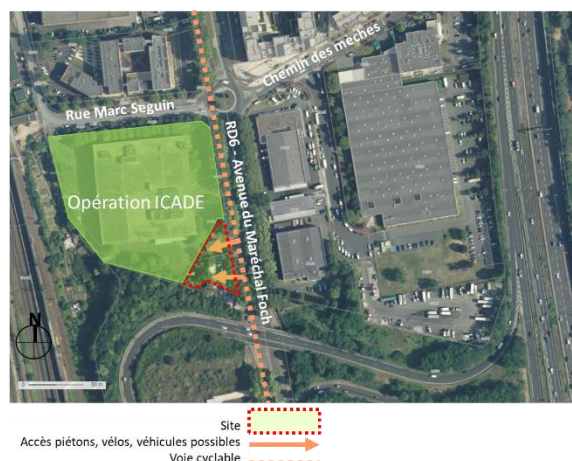 Chemin des mèches
Rue Marc Seguin
RD6 - Avenue du Maréchal Foch
Opération ICADE
N
0 50 m
Site
Accès piétons, vélos, véhicules possibles
Voie cyclable